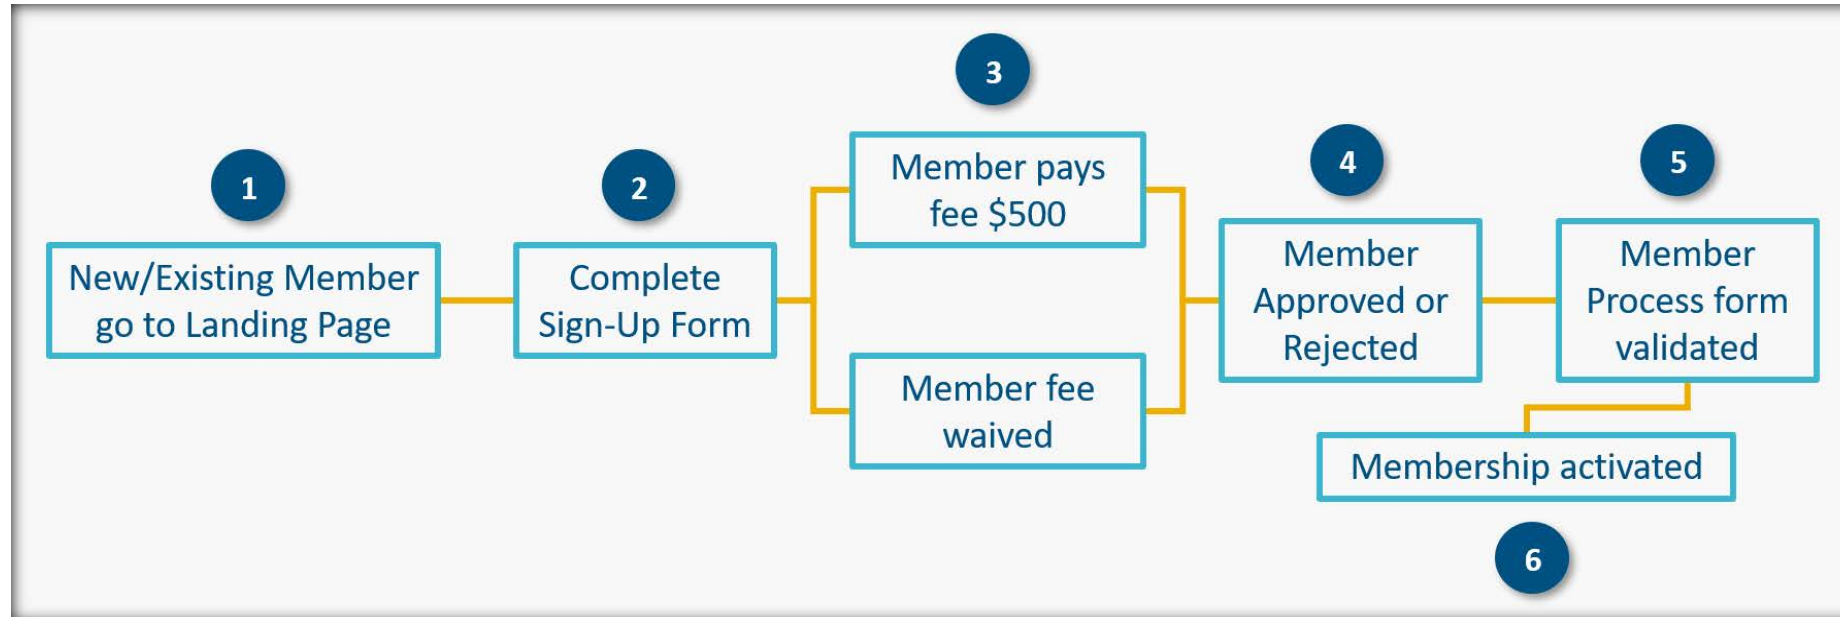 1
New/Existing Member
go to Landing Page
2
Complete
Sign-Up Form
3
Member pays
fee $500
Member fee
waived
4
Member
Approved or
Rejected
5
Member
Process form
validated
Membership activated
6